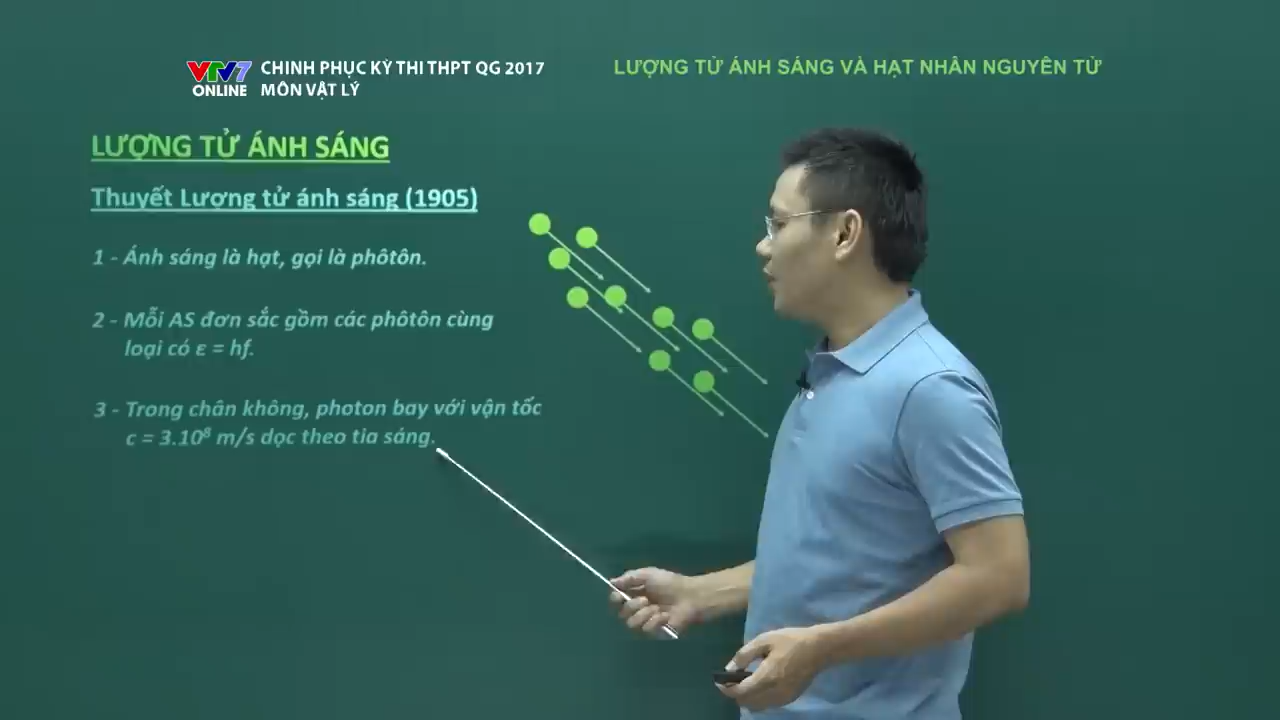 VTV7
ONLINE
CHINH PHỤC KỲ THI THPT QG 2017
MÔN VẬT LÝ
LƯỢNG TỬ ÁNH SÁNG VÀ HẠT NHÂN NGUYÊN TỬ
LƯỢNG TỬ ÁNH SÁNG
Thuyết Lượng tử ánh sáng (1905)
1 - Ánh sáng là hạt, gọi là phôtôn.
2 - Mỗi AS đơn sắc gồm các phôtôn cùng
loại có ε = hf.
3 - Trong chân không, photon bay với vận tốc
c = 3.10⁸ m/s dọc theo tia sáng.